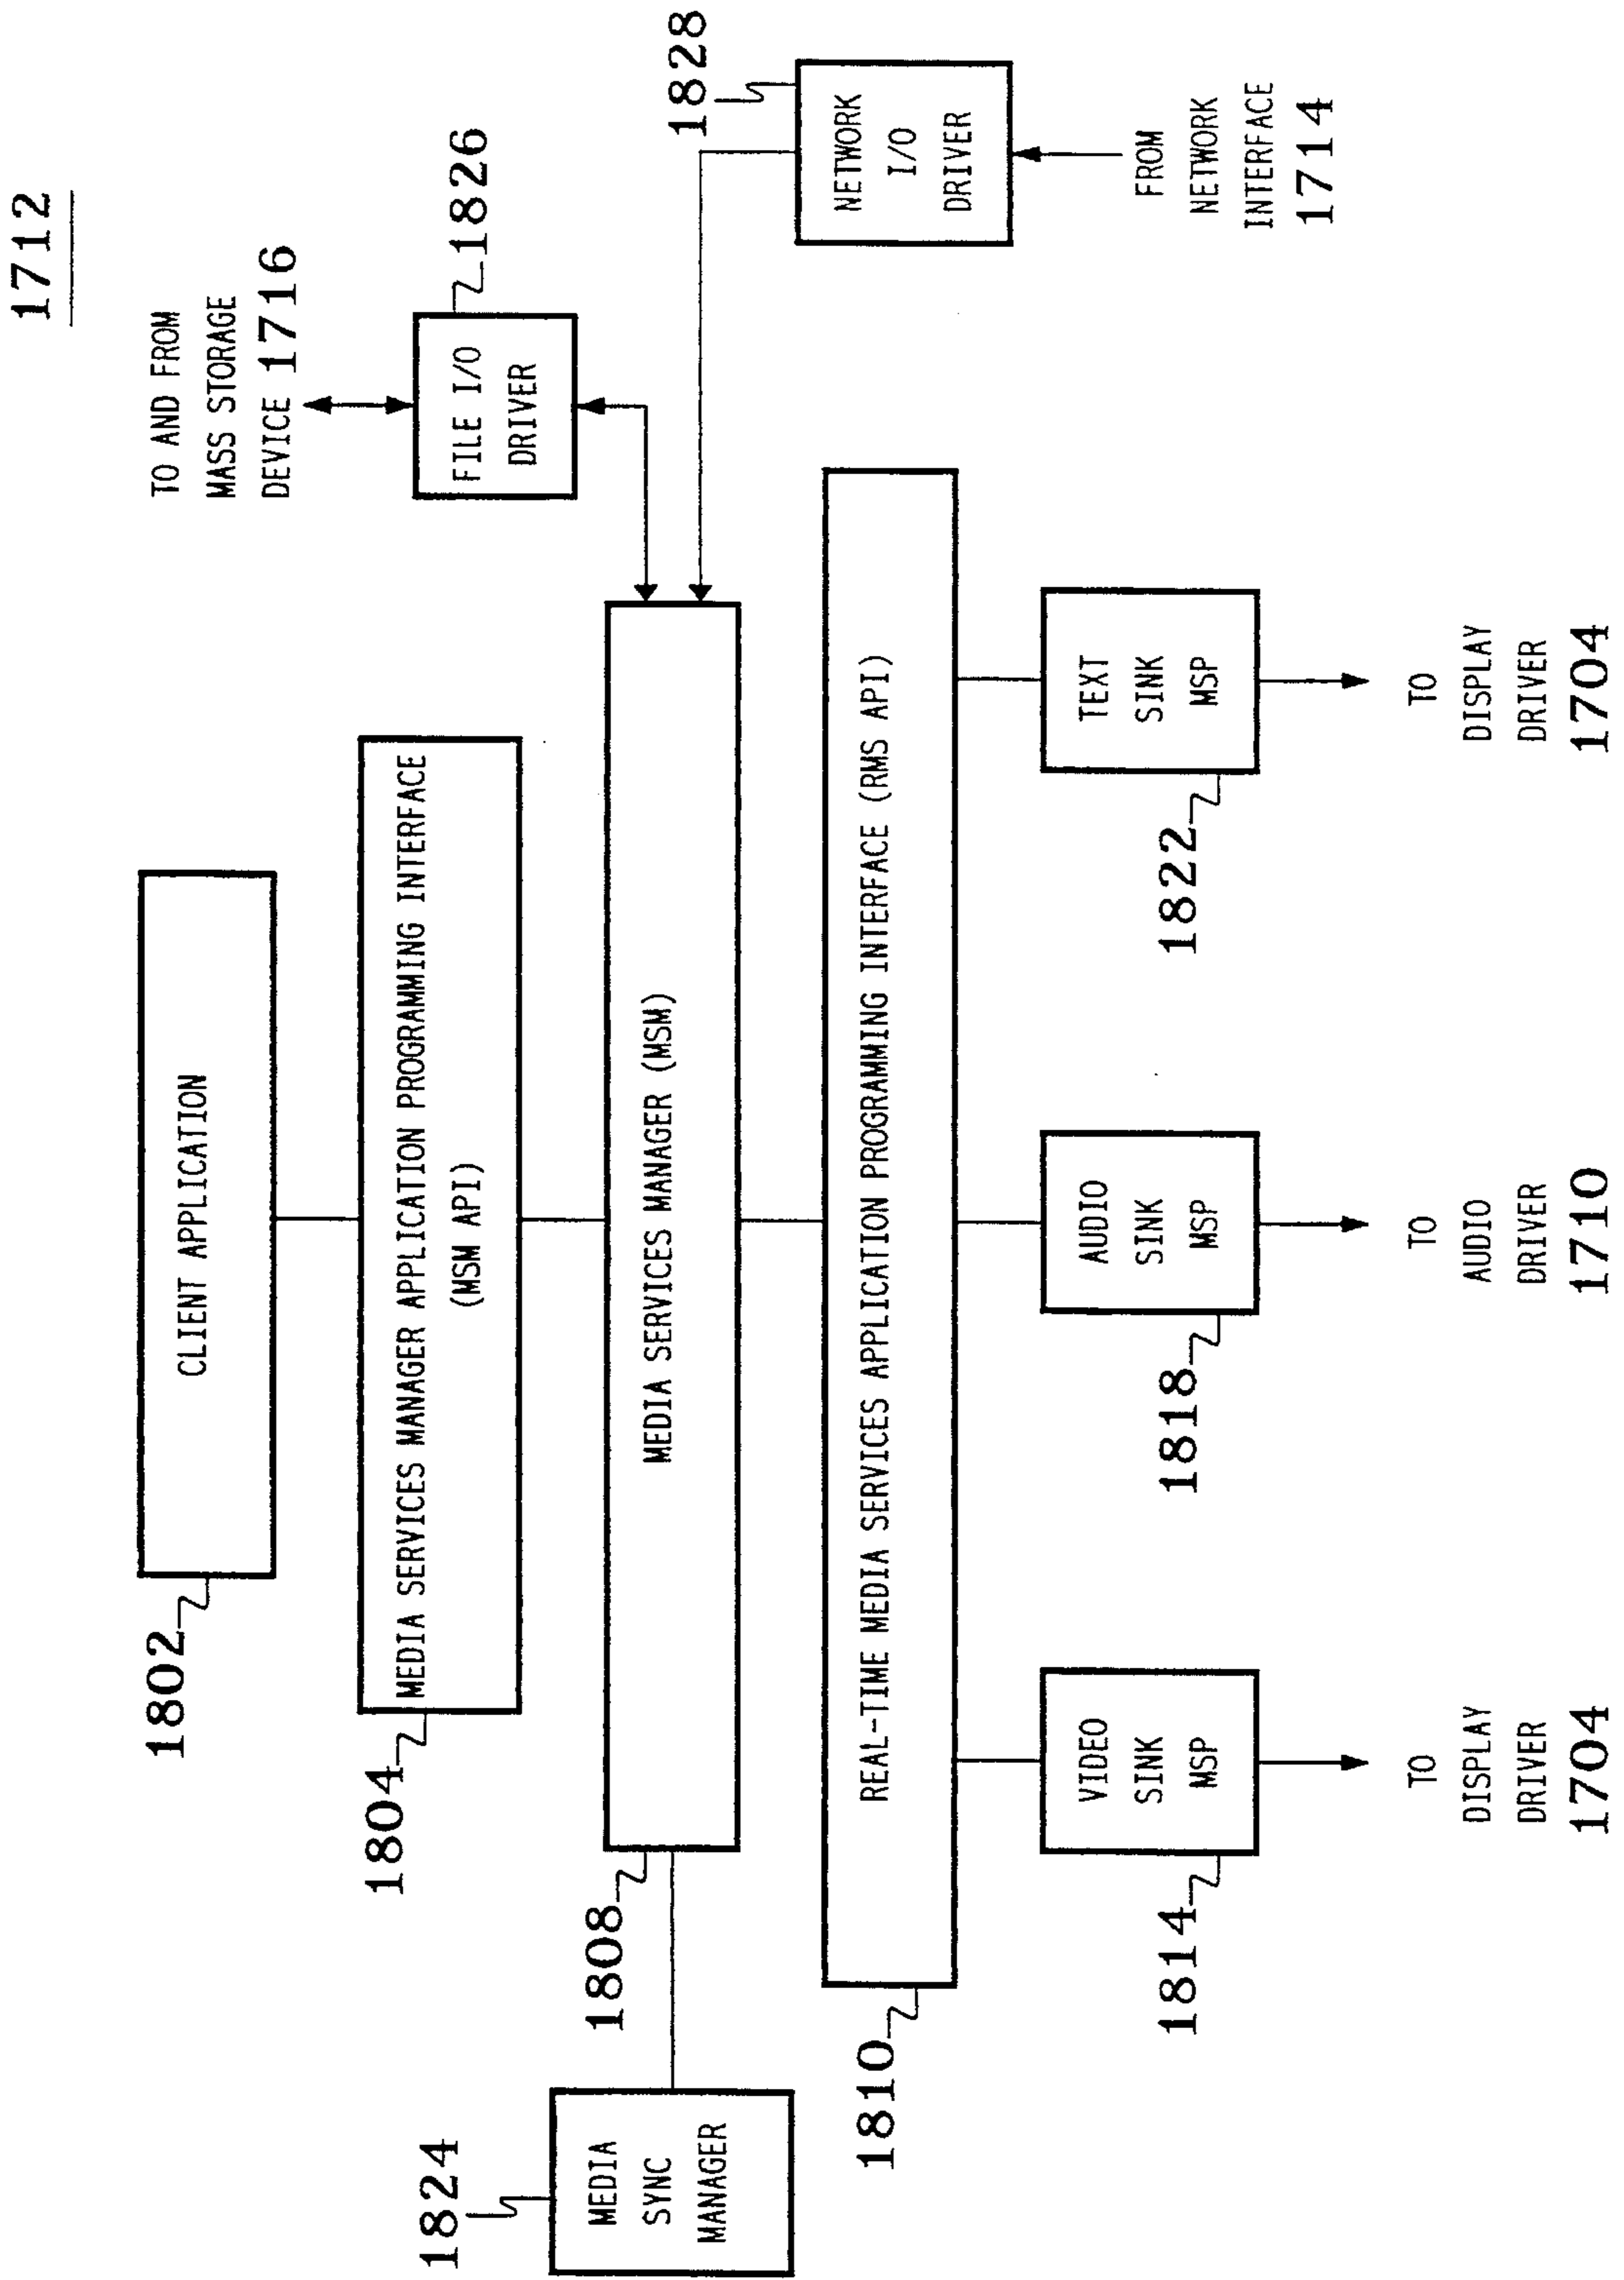 1712
TO AND FROM
MASS STORAGE
DEVICE 1716
1802
CLIENT APPLICATION
1804
MEDIA SERVICES MANAGER APPLICATION PROGRAMMING INTERFACE
(MSM API)
FILE I/O
DRIVER
1826
1824
MEDIA
SYNC
MANAGER
1808
MEDIA SERVICES MANAGER (MSM)
1828
NETWORK
I/O
DRIVER
FROM
NETWORK
INTERFACE
1714
1810
REAL-TIME MEDIA SERVICES APPLICATION PROGRAMMING INTERFACE (RMS API)
1814
VIDEO
SINK
MSP
TO
DISPLAY
DRIVER
1704
1818
AUDIO
SINK
MSP
TO
AUDIO
DRIVER
1710
1822
TEXT
SINK
MSP
TO
DISPLAY
DRIVER
1704